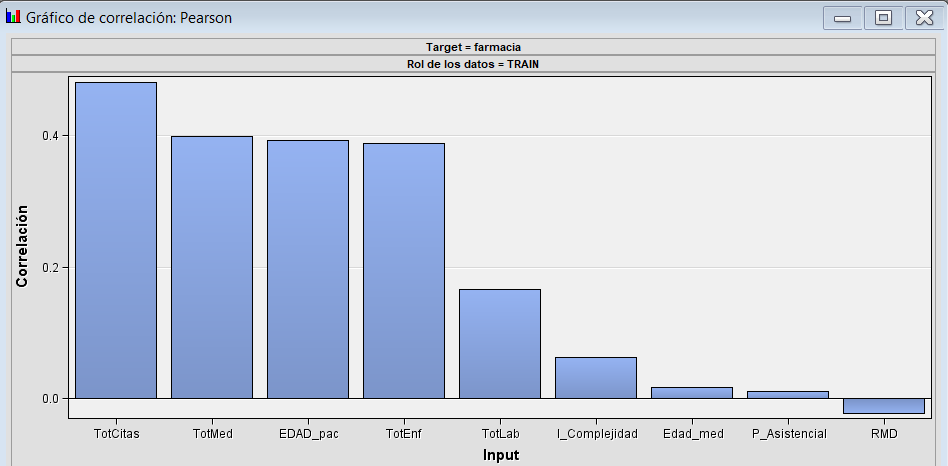 Gráfico de correlación: Pearson
Target = farmacia
Rol de los datos = TRAIN
Correlación
0.4
0.2
0.0
TotCitas TotMed EDAD_pac TotEnf TotLab I_Complejidad Edad_med P_Asistencial RMD
Input